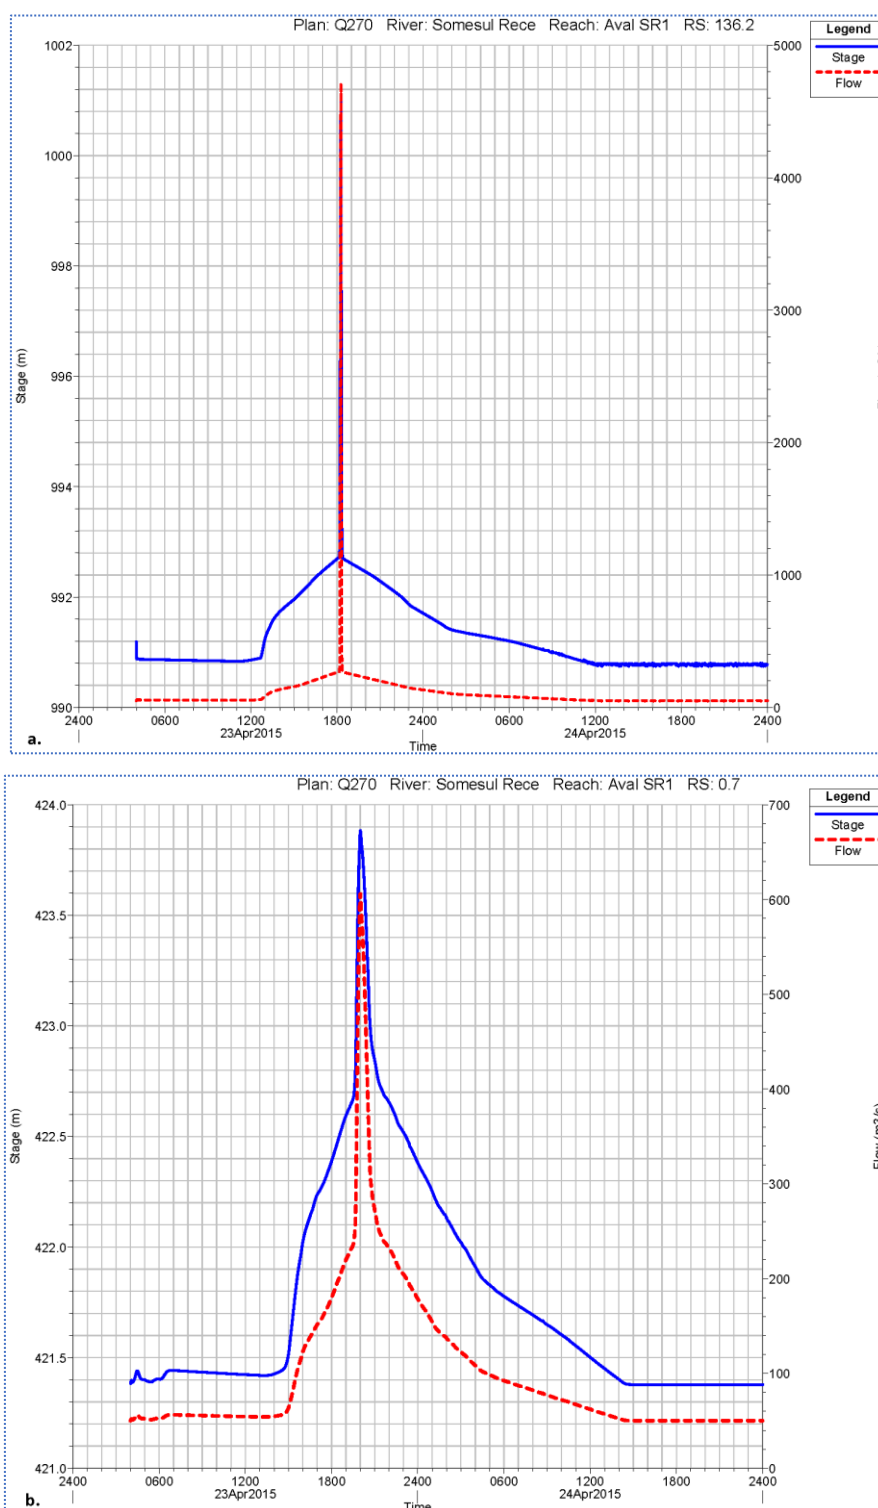 Plan: Q270 River: Somesul Rece Reach: Aval SR1 RS: 136.2
Legend
Stage
Flow
1002
1000
998
996
994
992
990
Stage (m)
5000
4000
3000
2000
1000
0
2400 0600 1200 1800 2400 0600 1200 1800 2400
23Apr2015 24Apr2015
Time
a.
Plan: Q270 River: Somesul Rece Reach: Aval SR1 RS: 0.7
Legend
Stage
Flow
424.0
423.5
423.0
422.5
422.0
421.5
421.0
Stage (m)
700
600
500
400
300
200
100
0
Flow (m3/s)
2400 0600 1200 1800 2400 0600 1200 1800 2400
23Apr2015 24Apr2015
Time
b.